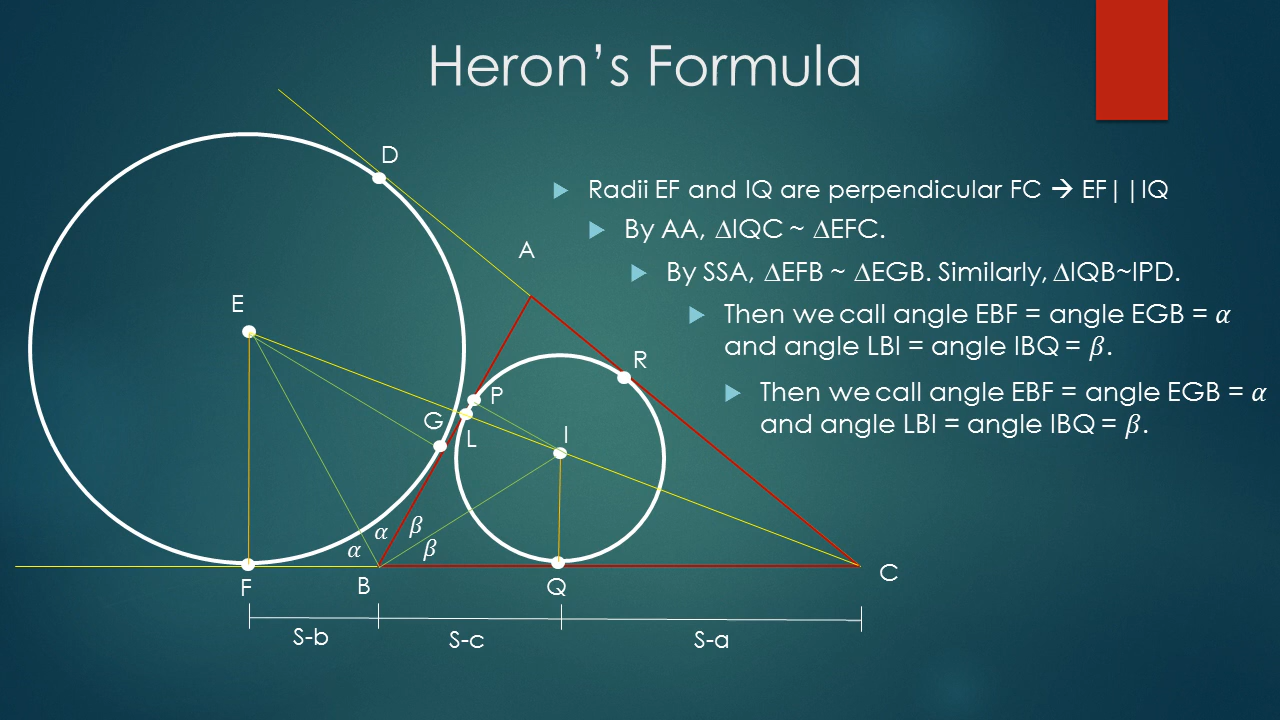 Heron's Formula
D
Radii EF and IQ are perpendicular FC → EF||IQ
By AA, ∆IQC ~ ∆EFC.
A
By SSA, ∆EFB ~ ∆EGB. Similarly, ∆IQB~IPD.
E
Then we call angle EBF = angle EGB = 𝛼
and angle LBI = angle IBQ = 𝛽.
R
P
Then we call angle EBF = angle EGB = 𝛼
and angle LBI = angle IBQ = 𝛽.
G
L
I
𝛼
𝛼
𝛽
𝛽
F
B
Q
C
S-b
S-c
S-a